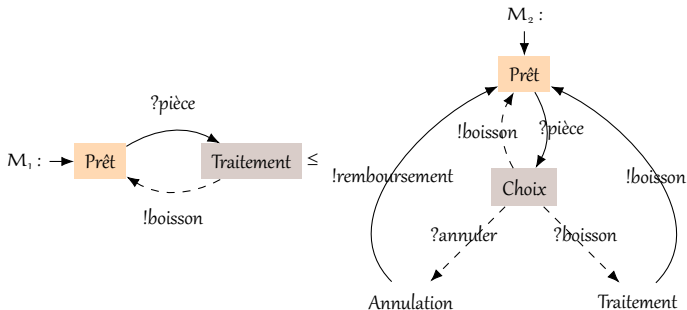 M₂ :
Prêt
?pièce
!boisson
?pièce
M₁ :
Prêt
Traitement
≤
!remboursement
Choix
!boisson
!boisson
?annuler
?boisson
Annulation
Traitement